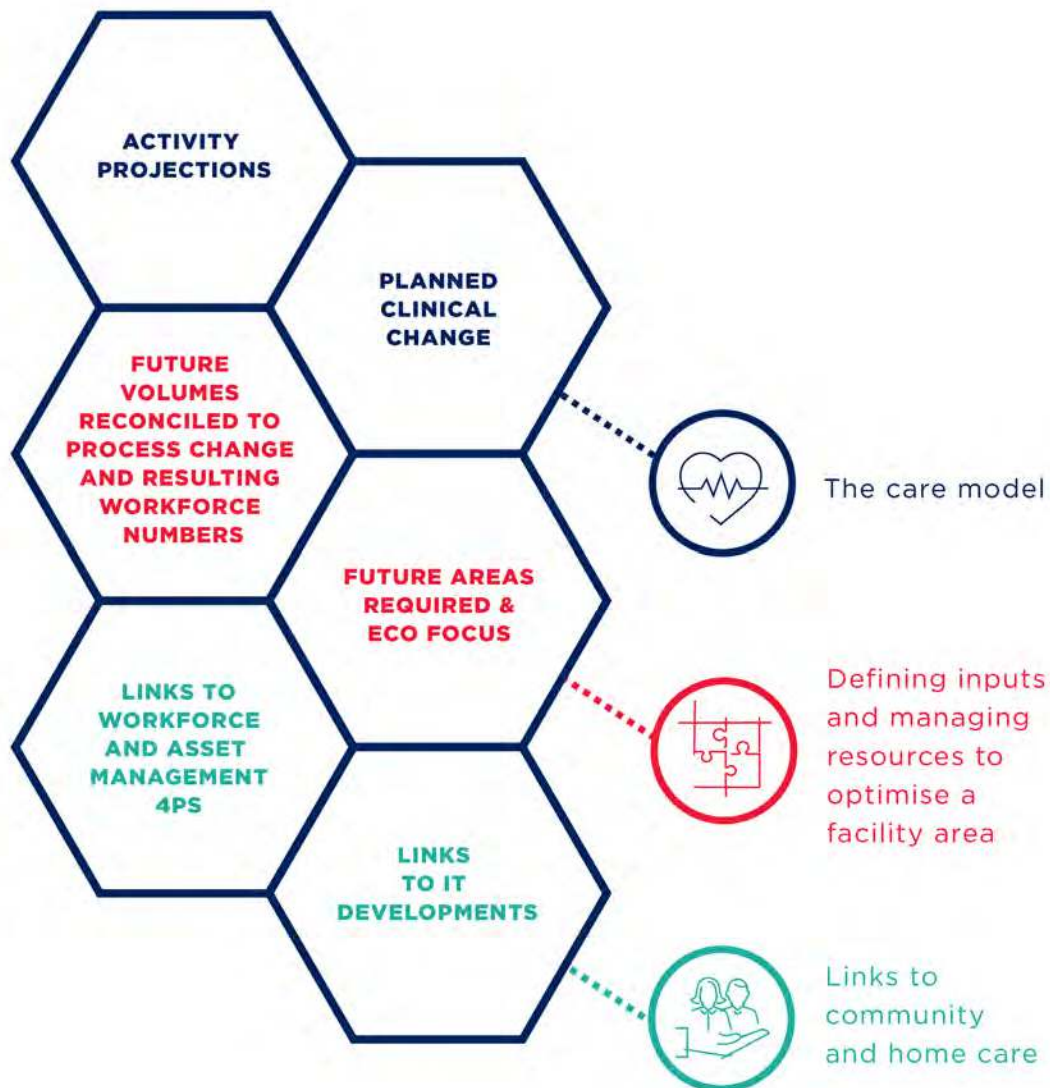 ACTIVITY
PROJECTIONS
PLANNED
CLINICAL
CHANGE
The care model
FUTURE
VOLUMES
RECONCILED TO
PROCESS CHANGE
AND RESULTING
WORKFORCE
NUMBERS
FUTURE AREAS
REQUIRED &
ECO FOCUS
Defining inputs
and managing
resources to
optimise a
facility area
LINKS TO
WORKFORCE
AND ASSET
MANAGEMENT
4PS
LINKS
TO IT
DEVELOPMENTS
Links to
community
and home care